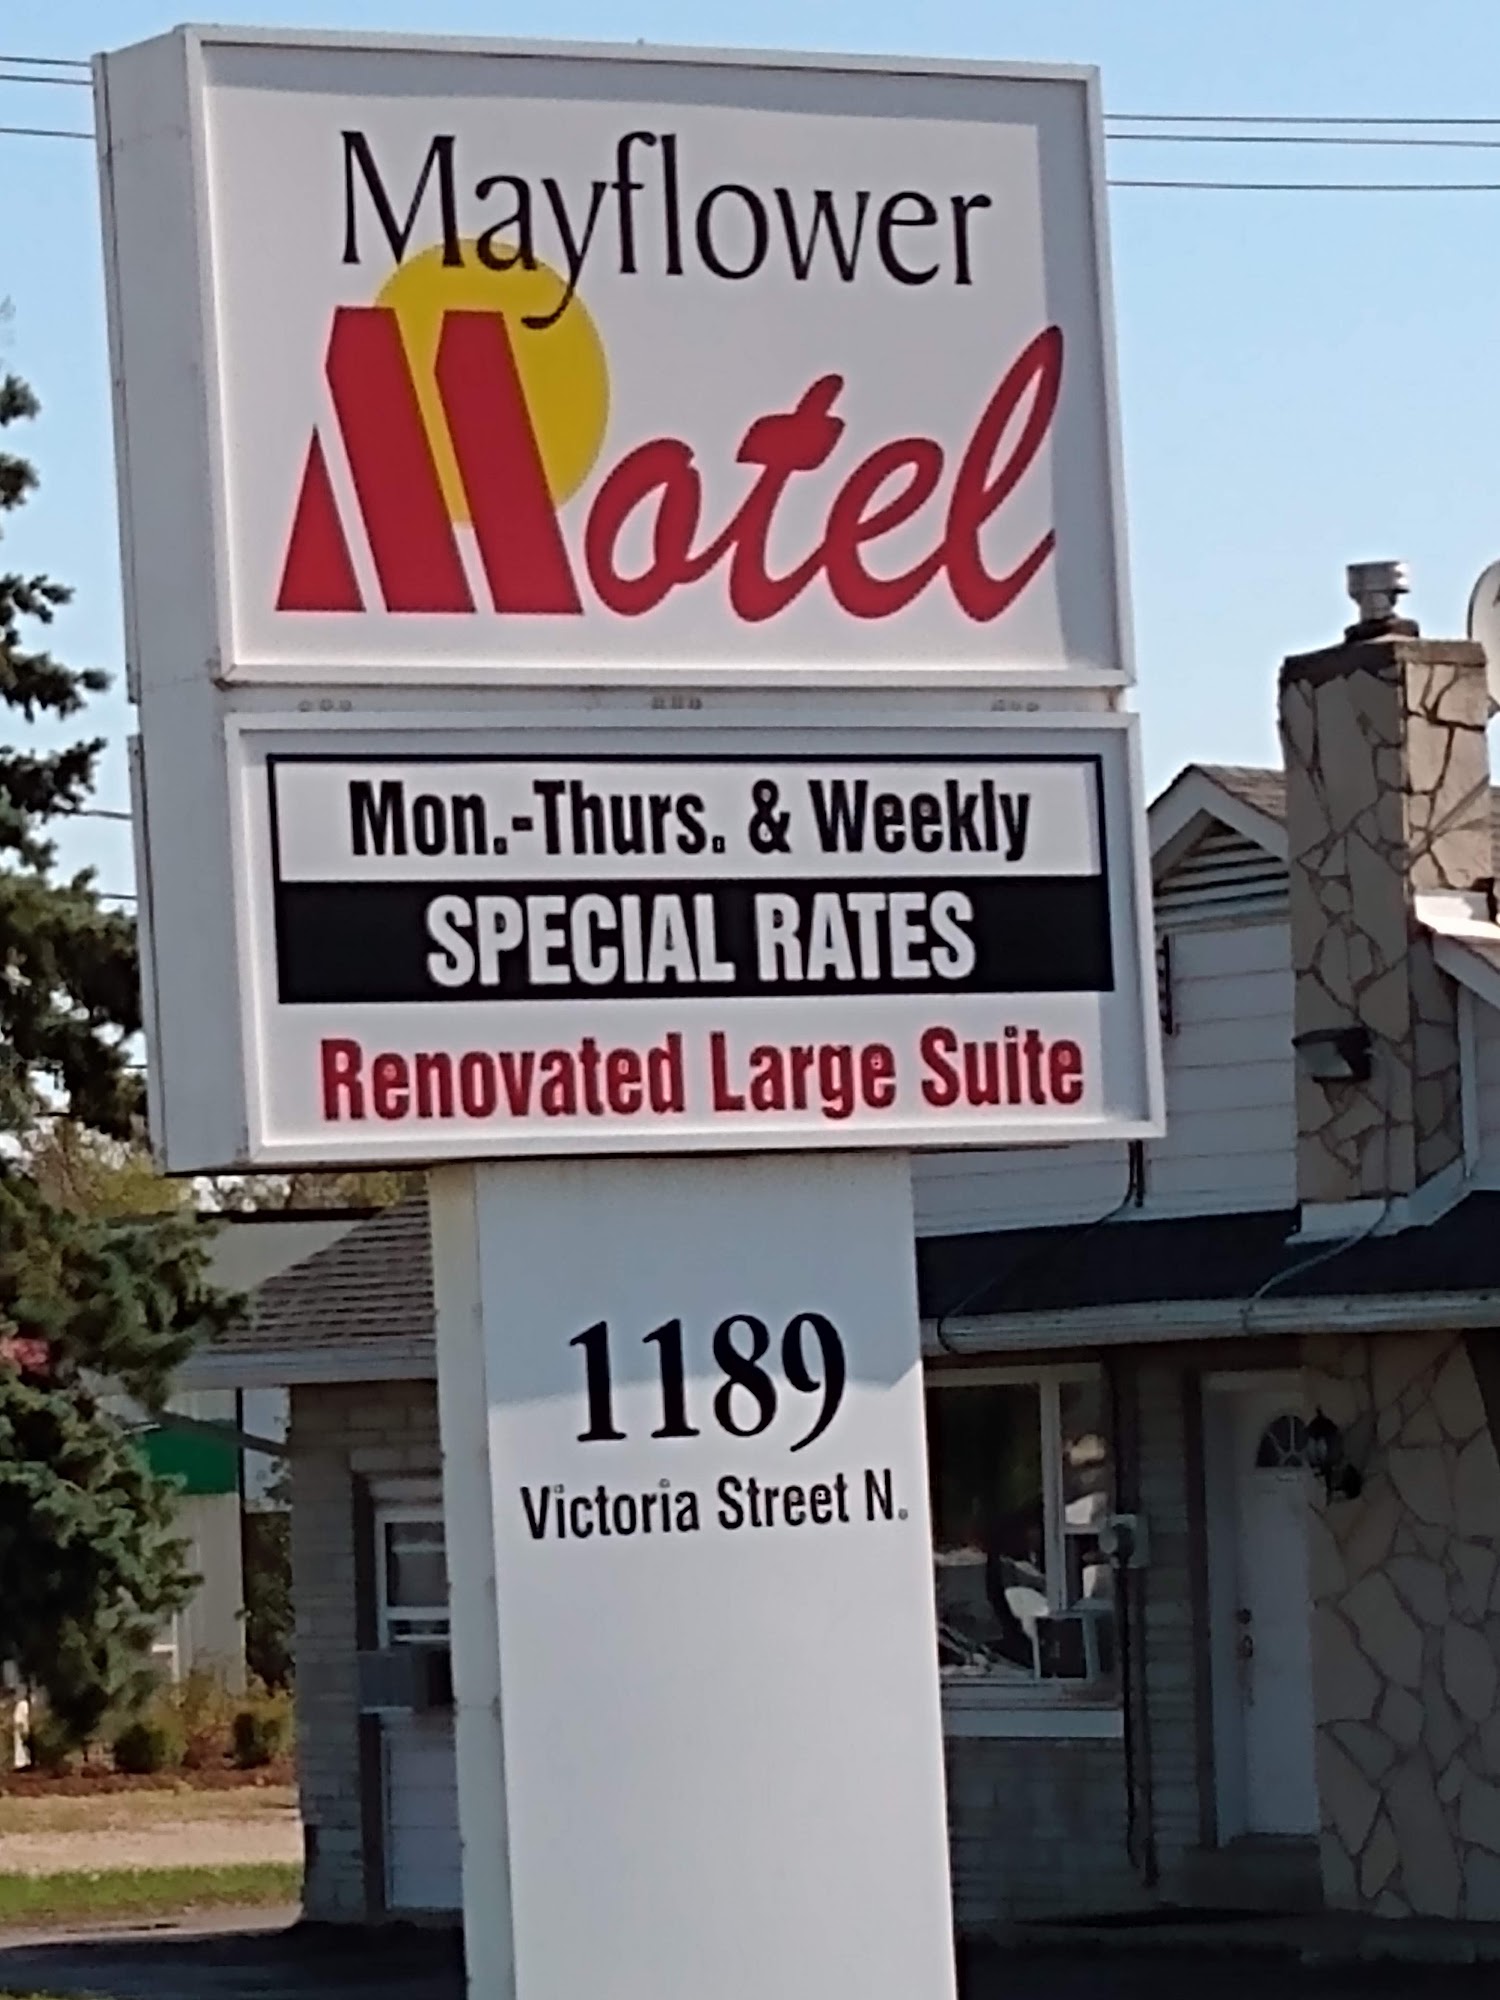 Mayflower
Motel
Mon.-Thurs. & Weekly
SPECIAL RATES
Renovated Large Suite
1189
Victoria Street N.